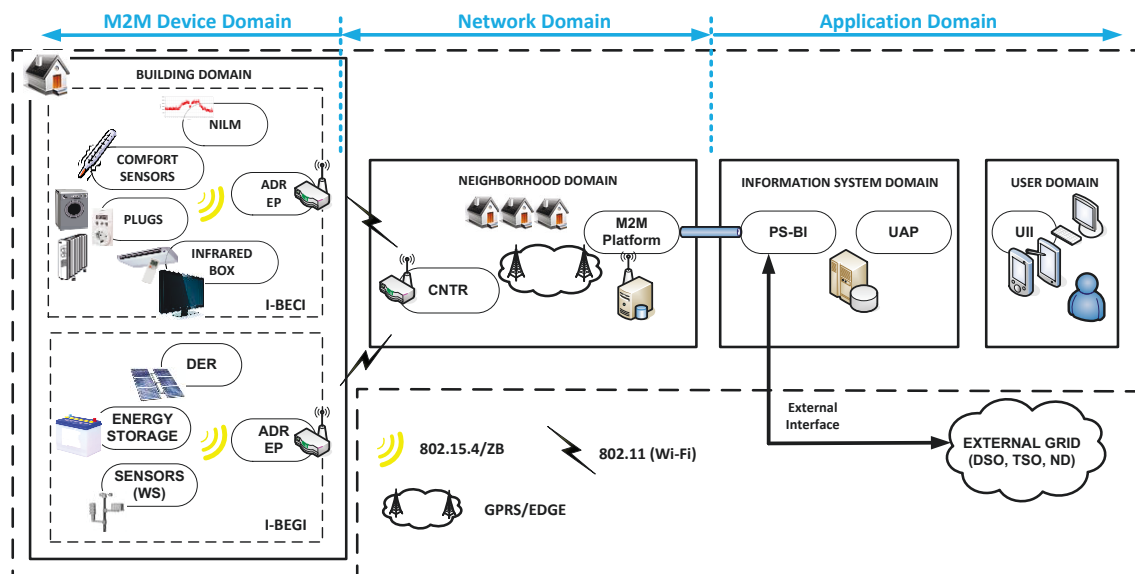 M2M Device Domain
Network Domain
Application Domain
BUILDING DOMAIN
NILM
COMFORT
SENSORS
ADR
EP
PLUGS
INFRARED
BOX
I-BECI
DER
ENERGY
STORAGE
ADR
EP
SENSORS
(WS)
I-BEGI
NEIGHBORHOOD DOMAIN
M2M
Platform
CNTR
INFORMATION SYSTEM DOMAIN
PS-BI
UAP
USER DOMAIN
UII
External
Interface
EXTERNAL GRID
(DSO, TSO, ND)
802.15.4/ZB
802.11 (Wi-Fi)
GPRS/EDGE